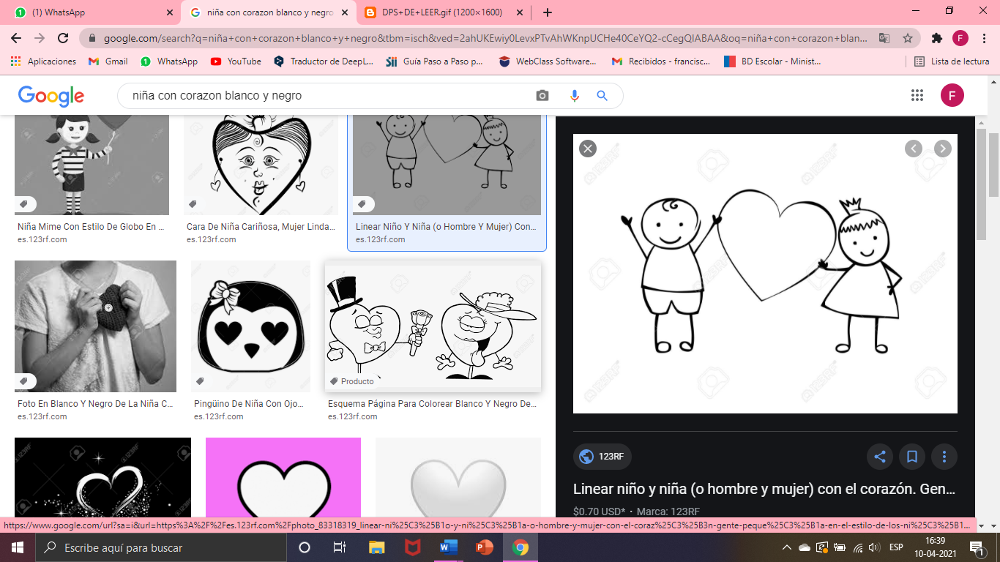 (1) WhatsApp
niña con corazon blanco y negro
DPS+DE+LEER.gif (1200×1600)
google.com/search?q=niña+con+corazon+blanco+y+negro&tbm=isch&ved=2ahUKEwiy0LevxPTvAhWKnpUCHe40CeYQ2-cCegQIABAA&oq=niña+con+corazon+blan...
F
Aplicaciones
Gmail
WhatsApp
YouTube
Traductor de DeepL...
Guía Paso a Paso p...
WebClass Software...
Recibidos - francisc...
BD Escolar - Minist...
Lista de lectura
Google
niña con corazon blanco y negro
F
Niña Mime Con Estilo De Globo En ...
es.123rf.com
Cara De Niña Cariñosa, Mujer Linda...
es.123rf.com
Linear Niño Y Niña (o Hombre Y Mujer) Con...
es.123rf.com
Foto En Blanco Y Negro De La Niña C...
es.123rf.com
Pingüino De Niña Con Ojo...
es.123rf.com
Producto
Esquema Página Para Colorear Blanco Y Negro De...
es.123rf.com
123RF
Linear niño y niña (o hombre y mujer) con el corazón. Gen...
$0.70 USD* · Marca: 123RF
https://www.google.com/url?sa=i&url=https%3A%2F%2Fes.123rf.com%2Fphoto_83318319_linear-ni%25C3%25B1o-y-ni%25C3%25B1a-o-hombre-y-mujer-con-el-coraz%25C3%25B3n-gente-peque%25C3%25B1a-en-el-estilo-de-los-ni%25C3%25B1...
Escribe aquí para buscar
ESP
16:39
10-04-2021
1